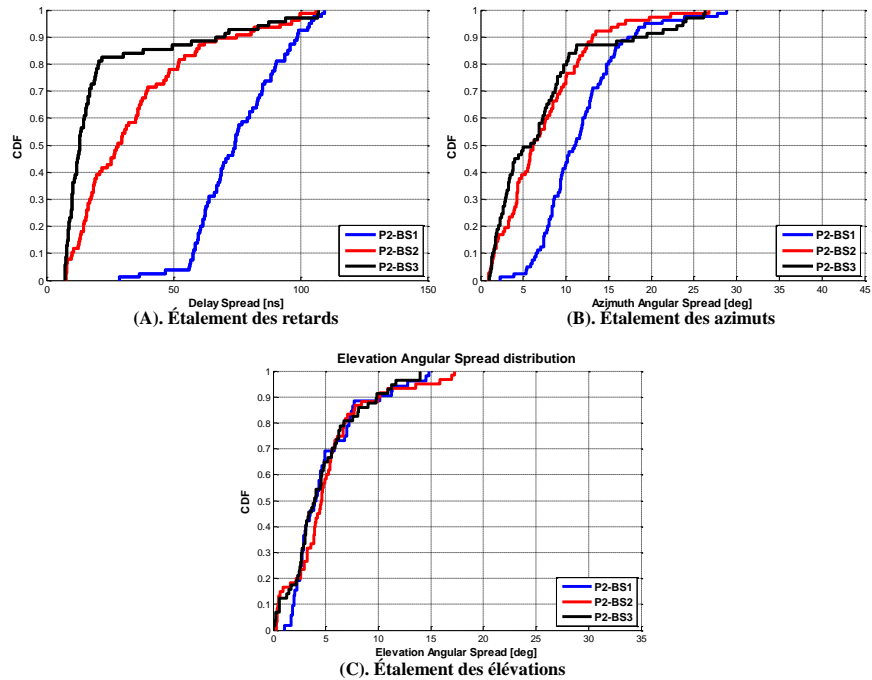 1
0.9
0.8
0.7
0.6
0.5
0.4
0.3
0.2
0.1
0
CDF
0 50 100 150
Delay Spread [ns]
P2-BS1
P2-BS2
P2-BS3
(A). Étalement des retards
1
0.9
0.8
0.7
0.6
0.5
0.4
0.3
0.2
0.1
0
CDF
0 5 10 15 20 25 30 35 40 45
Azimuth Angular Spread [deg]
P2-BS1
P2-BS2
P2-BS3
(B). Étalement des azimuts
Elevation Angular Spread distribution
1
0.9
0.8
0.7
0.6
0.5
0.4
0.3
0.2
0.1
0
CDF
0 5 10 15 20 25 30 35
Elevation Angular Spread [deg]
P2-BS1
P2-BS2
P2-BS3
(C). Étalement des élévations